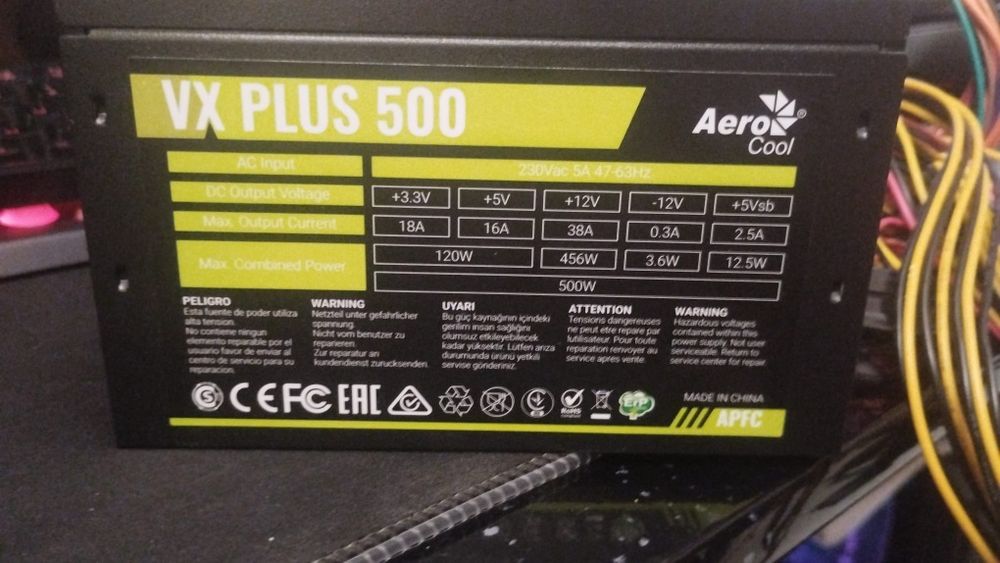 VX PLUS 500
Aero
Cool
®
AC Input 230Vac 5A 47-63Hz
DC Output Voltage +3.3V +5V +12V -12V +5Vsb
Max. Output Current 18A 16A 38A 0.3A 2.5A
Max. Combined Power 120W 456W 3.6W 12.5W
500W
PELIGRO
Esta fuente de poder utiliza
alta tension.
No contiene ningun
elemento reparable por el
usuario favor de enviar al
centro de servicio para su
reparacion.
WARNING
Netzteil unter gefahrlicher
spannung.
Nicht vom benutzer zu
reparieren.
Zur reparatur an
kundendienst zurucksenden.
UYARI
Bu güç kaynağının içindeki
gerilim insan sağlığını
olumsuz etkileyebilecek
kadar yüksektir. Lütfen arıza
durumunda ürünü yetkili
servise gönderiniz.
ATTENTION
Tensions dangereuses
ne peut etre repare par
lutilisateur. Pour toute
reparation renvoyer au
service apres vente.
WARNING
Hazardous voltages
contained within this
power supply. Not user
serviceable. Return to
service center for repair.
S CE FC EAC RoHS ErP
MADE IN CHINA
APFC